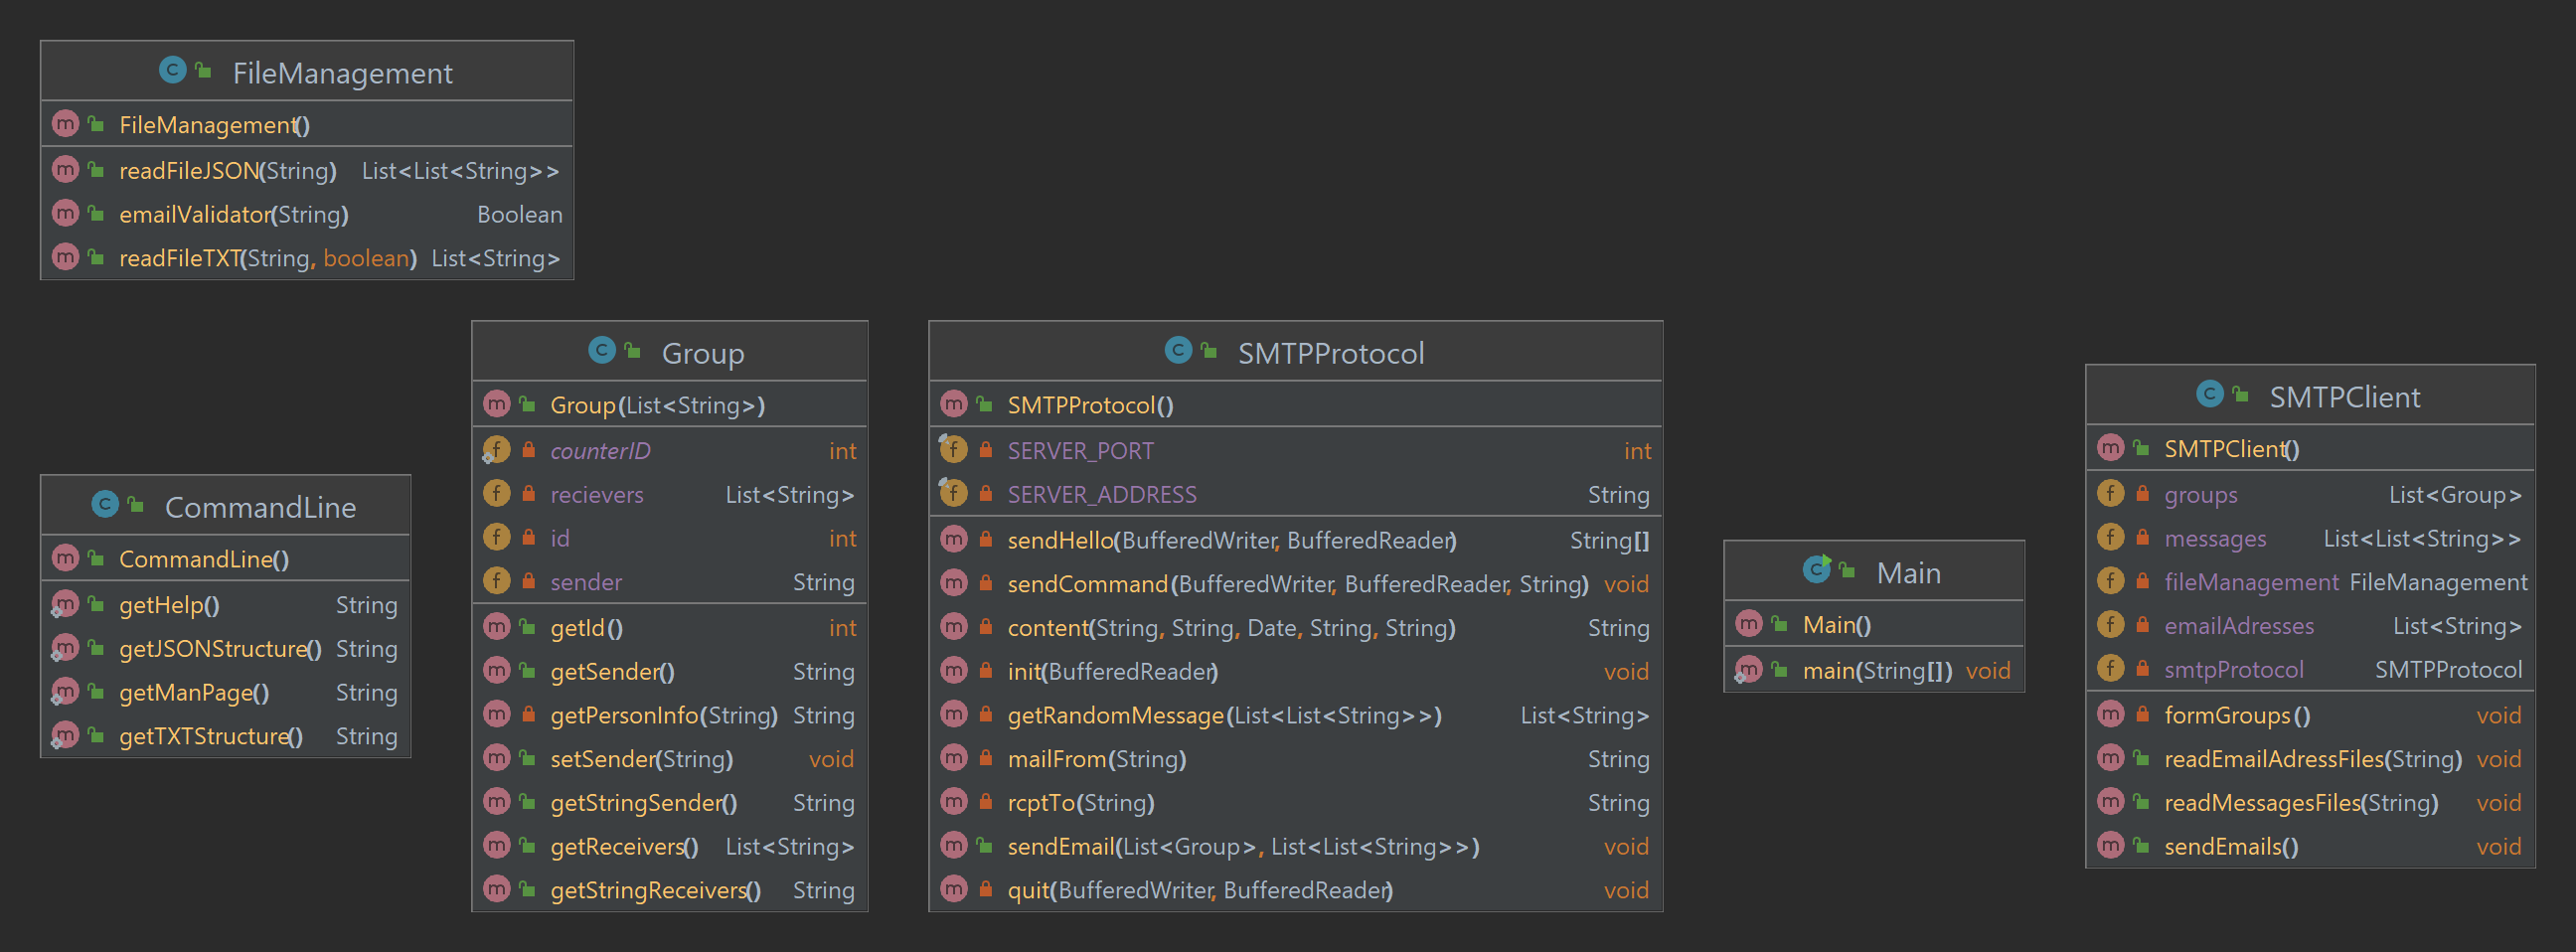 FileManagement
FileManagement()
readFileJSON(String) List<List<String>>
emailValidator(String) Boolean
readFileTXT(String, boolean) List<String>
CommandLine
CommandLine()
getHelp() String
getJSONStructure() String
getManPage() String
getTXTStructure() String
Group
Group(List<String>)
counterID int
recievers List<String>
id int
sender String
getId() int
getSender() String
getPersonInfo(String) String
setSender(String) void
getStringSender() String
getReceivers() List<String>
getStringReceivers() String
SMTPProtocol
SMTPProtocol()
SERVER_PORT int
SERVER_ADDRESS String
sendHello(BufferedWriter, BufferedReader) String[]
sendCommand(BufferedWriter, BufferedReader, String) void
content(String, String, Date, String, String) String
init(BufferedReader) void
getRandomMessage(List<List<String>>) List<String>
mailFrom(String) String
rcptTo(String) String
sendEmail(List<Group>, List<List<String>>) void
quit(BufferedWriter, BufferedReader) void
Main
Main()
main(String[]) void
SMTPClient
SMTPClient()
groups List<Group>
messages List<List<String>>
fileManagement FileManagement
emailAdresses List<String>
smtpProtocol SMTPProtocol
formGroups() void
readEmailAdressFiles(String) void
readMessagesFiles(String) void
sendEmails() void